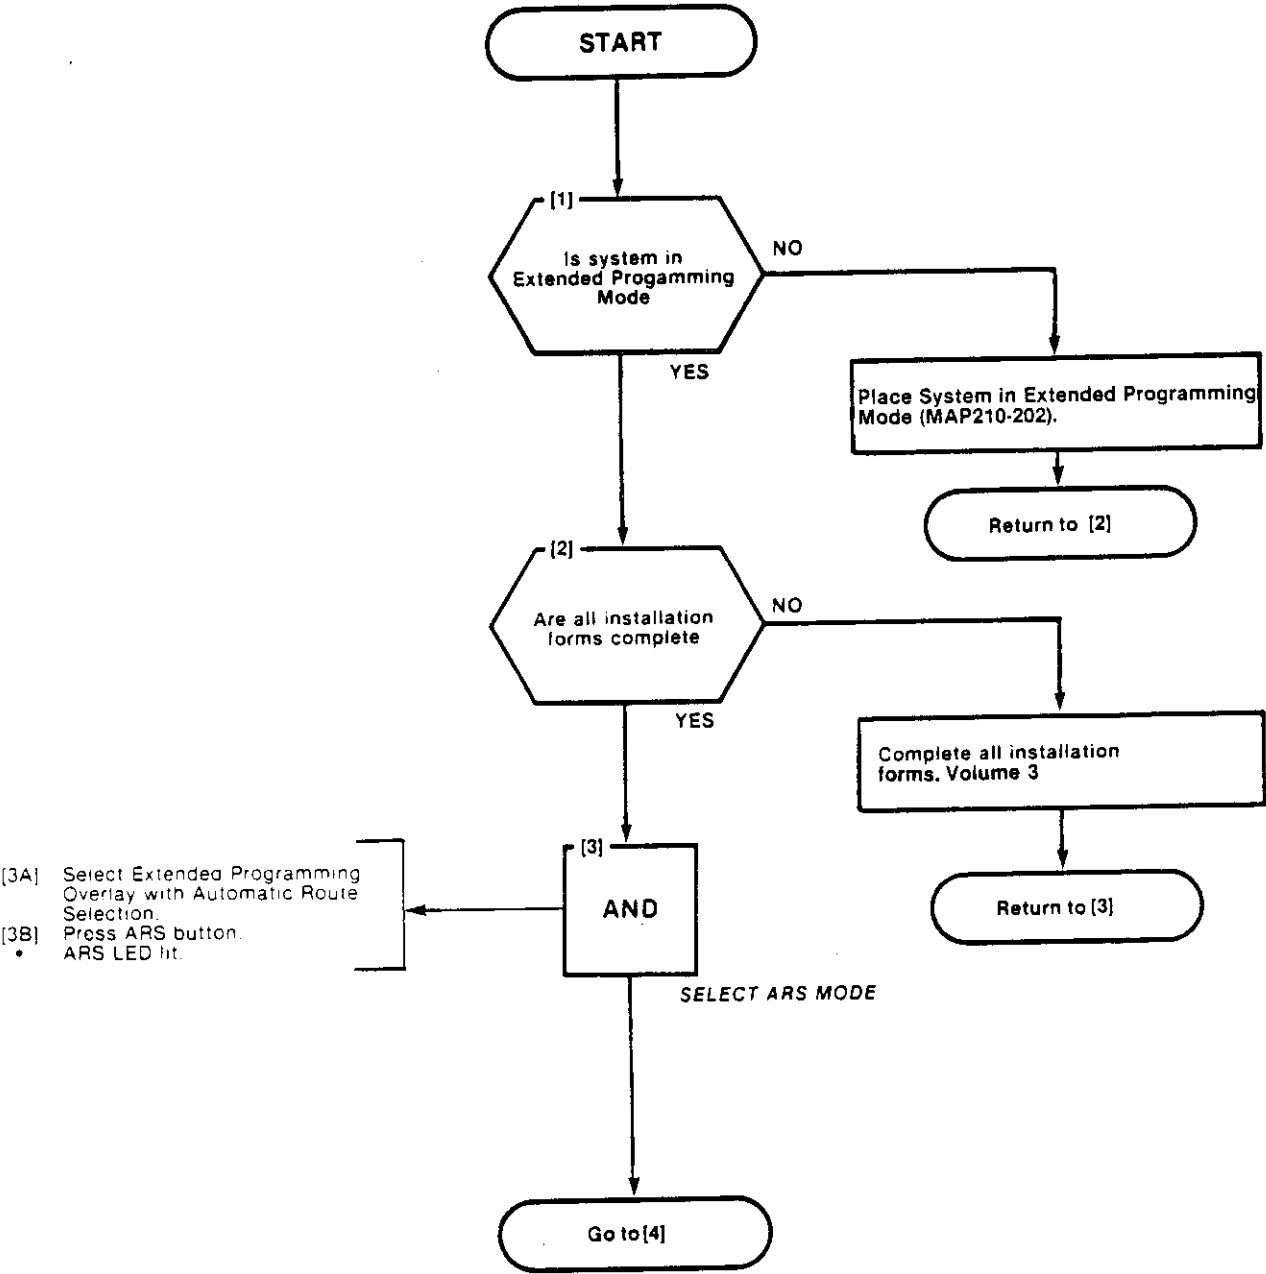 START
[1]
Is system in
Extended Progamming
Mode
NO
YES
Place System in Extended Programming
Mode (MAP210-202).
Return to [2]
[2]
Are all installation
forms complete
NO
YES
Complete all installation
forms. Volume 3
Return to [3]
[3]
AND
[3A] Select Extended Programming
Overlay with Automatic Route
Selection.
[3B] Press ARS button.
• ARS LED lit.
SELECT ARS MODE
Go to [4]